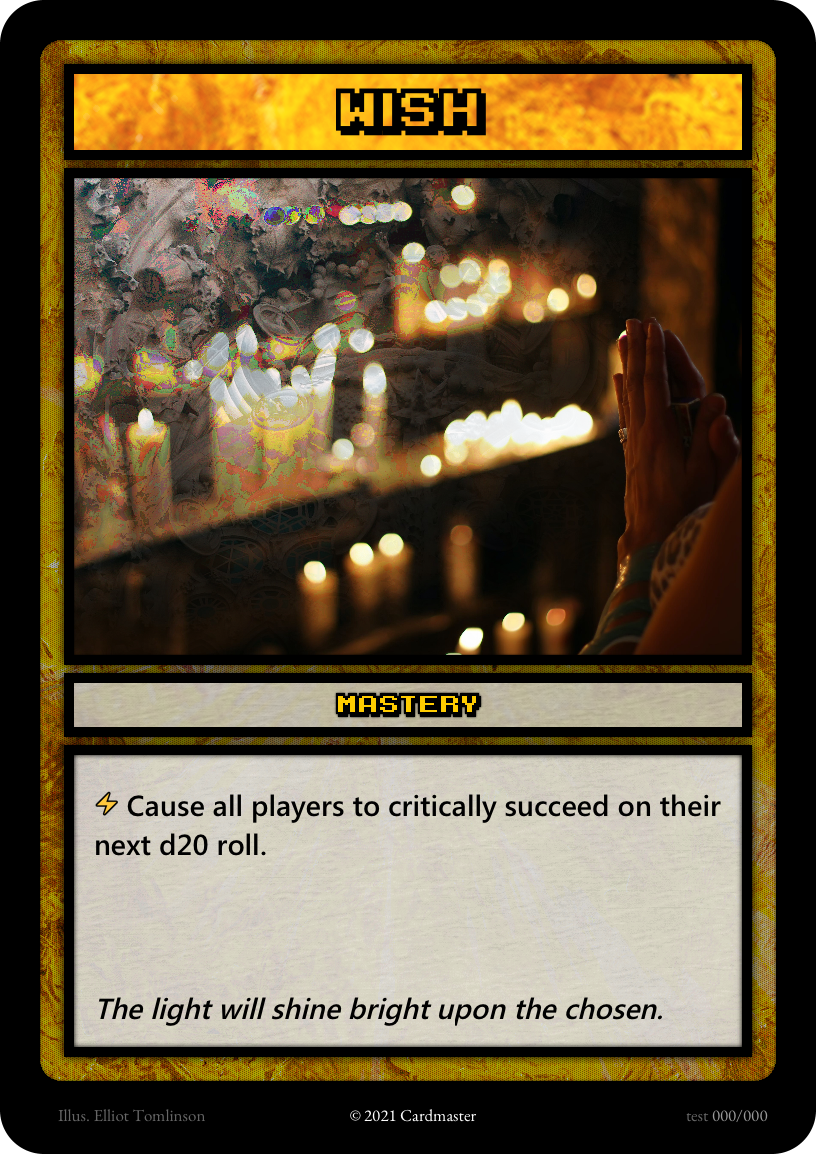 WISH
MASTERY
⚡ Cause all players to critically succeed on their
next d20 roll.
The light will shine bright upon the chosen.
Illus. Elliot Tomlinson
© 2021 Cardmaster
test 000/000